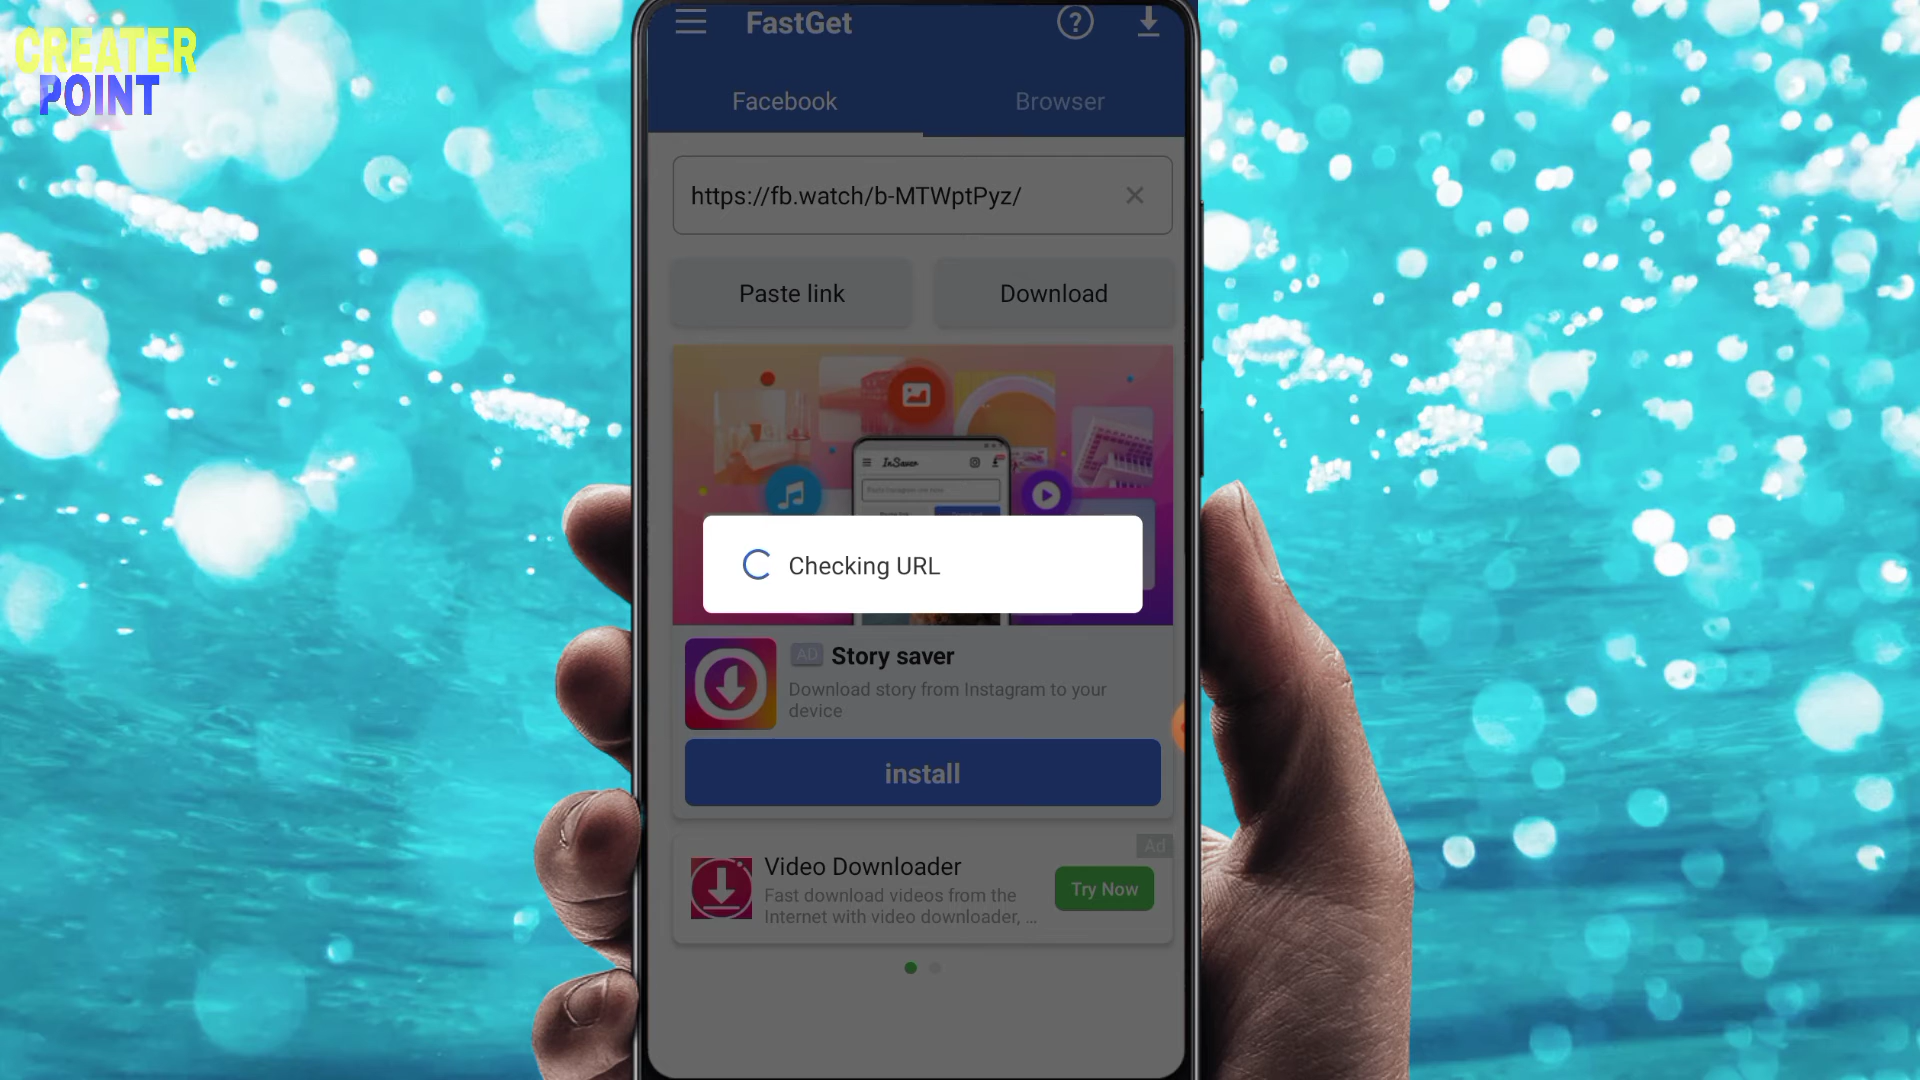 CREATER
POINT
FastGet
Facebook
Browser
https://fb.watch/b-MTWptPyz/
Paste link
Download
InSaver
Checking URL
AD Story saver
Download story from Instagram to your
device
install
Ad
Video Downloader
Fast download videos from the
Internet with video downloader, ...
Try Now